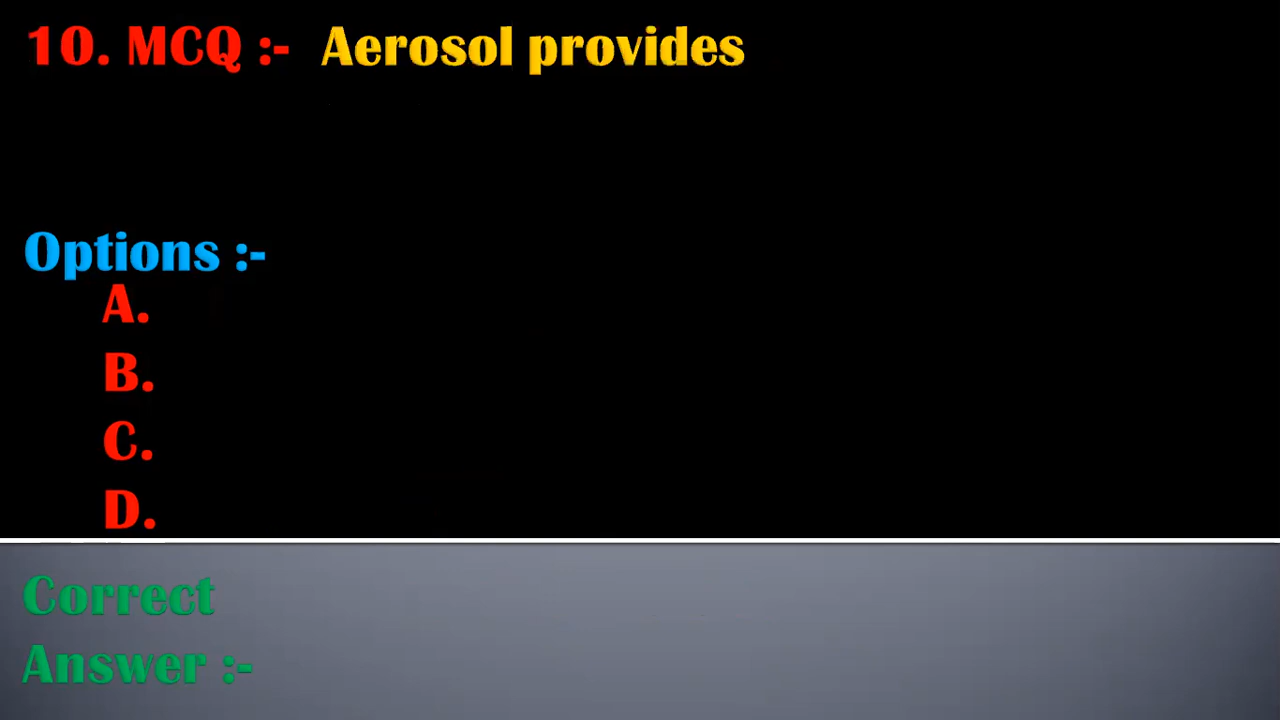 10. MCQ :- Aerosol provides
Options :-
A.
B.
C.
D.
Correct
Answer :-